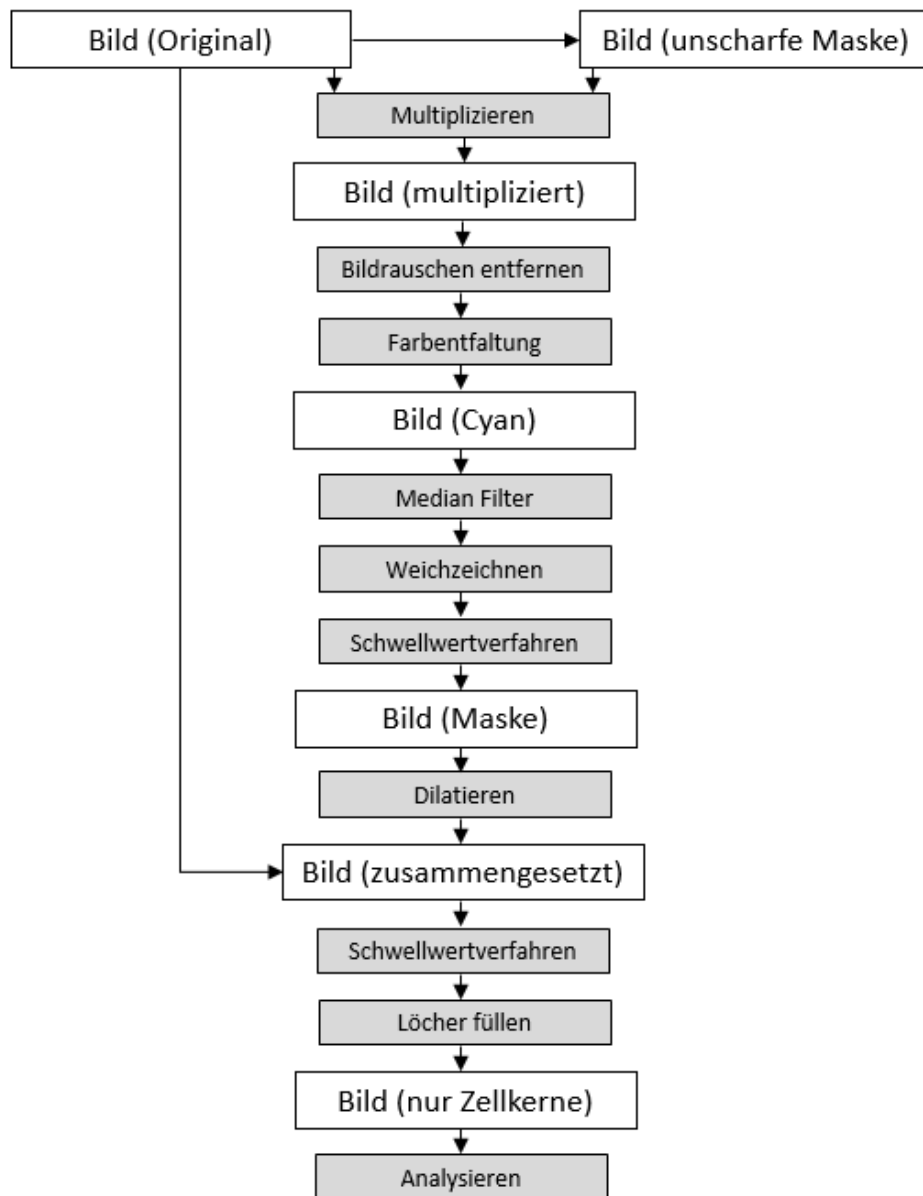 Bild (Original)
Bild (unscharfe Maske)
Multiplizieren
Bild (multipliziert)
Bildrauschen entfernen
Farbentfaltung
Bild (Cyan)
Median Filter
Weichzeichnen
Schwellwertverfahren
Bild (Maske)
Dilatieren
Bild (zusammengesetzt)
Schwellwertverfahren
Löcher füllen
Bild (nur Zellkerne)
Analysieren